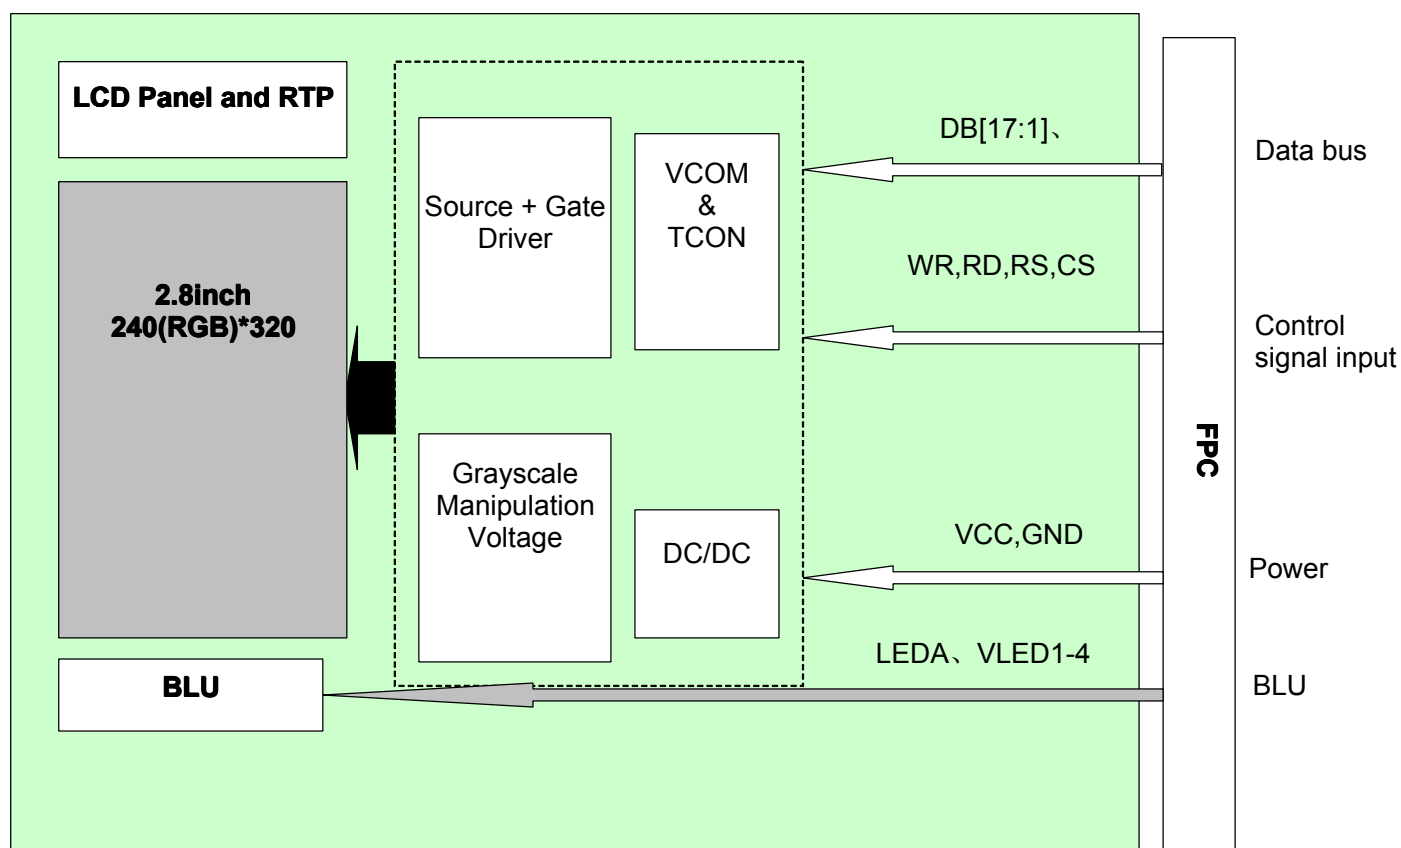 LCD Panel and RTP
2.8inch
240(RGB)*320
BLU
Source + Gate
Driver
VCOM
&
TCON
Grayscale
Manipulation
Voltage
DC/DC
DB[17:1]、
WR,RD,RS,CS
VCC,GND
LEDA、VLED1-4
FPC
Data bus
Control
signal input
Power
BLU